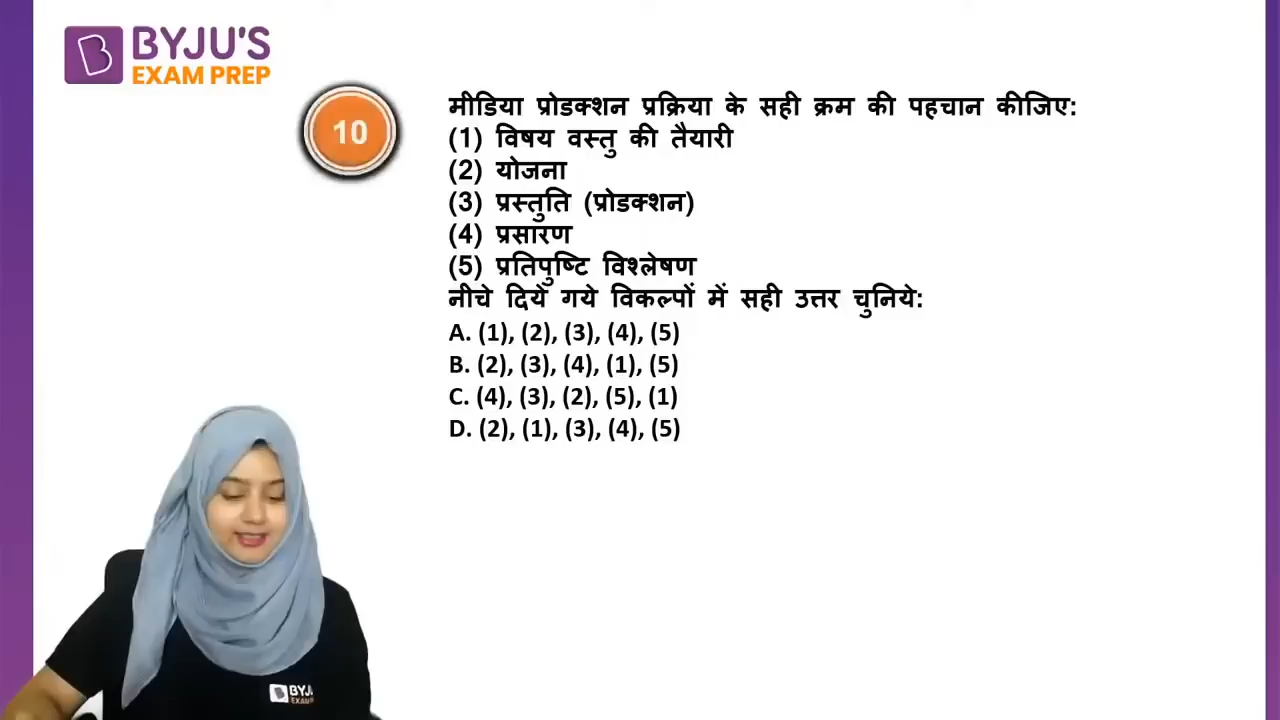 BYJU'S
EXAM PREP
10
मीडिया प्रोडक्शन प्रक्रिया के सही क्रम की पहचान कीजिए:
(1) विषय वस्तु की तैयारी
(2) योजना
(3) प्रस्तुति (प्रोडक्शन)
(4) प्रसारण
(5) प्रतिपुष्टि विश्लेषण
नीचे दिये गये विकल्पों में सही उत्तर चुनिये:
A. (1), (2), (3), (4), (5)
B. (2), (3), (4), (1), (5)
C. (4), (3), (2), (5), (1)
D. (2), (1), (3), (4), (5)